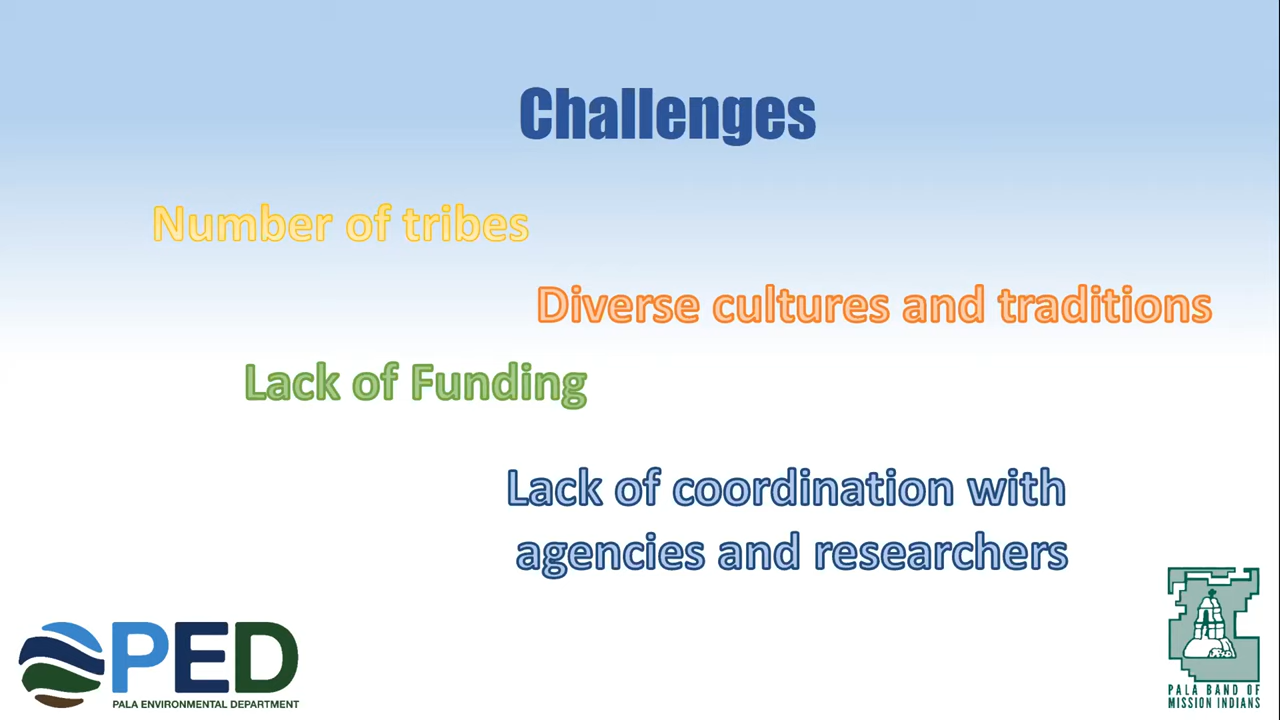 Challenges
Number of tribes
Diverse cultures and traditions
Lack of Funding
Lack of coordination with
agencies and researchers
PED
PALA ENVIRONMENTAL DEPARTMENT
PALA BAND OF
MISSION INDIANS